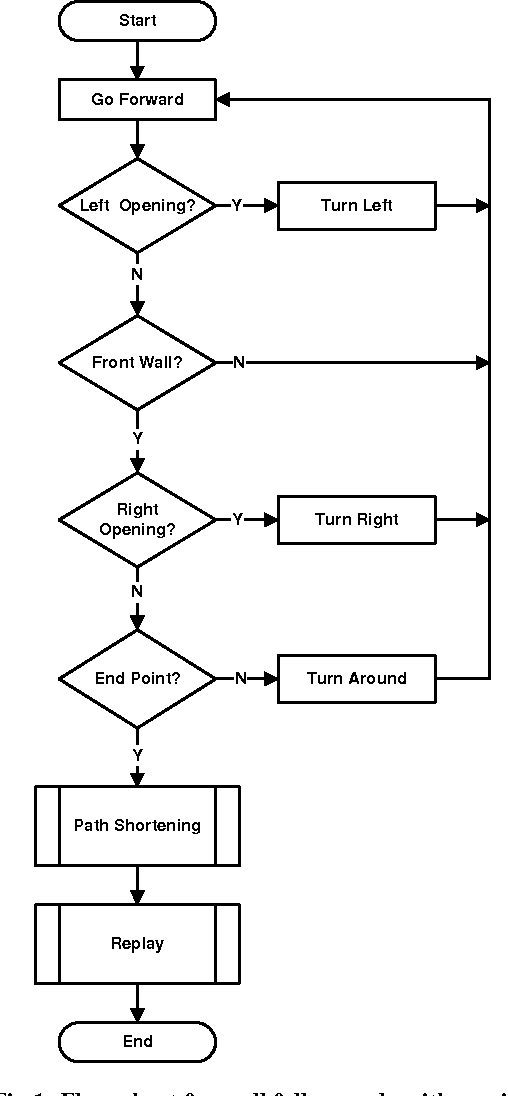 Start
Go Forward
Left Opening?
Y
Turn Left
N
Front Wall?
N
Y
Right
Opening?
Y
Turn Right
N
End Point?
N
Turn Around
Y
Path Shortening
Replay
End